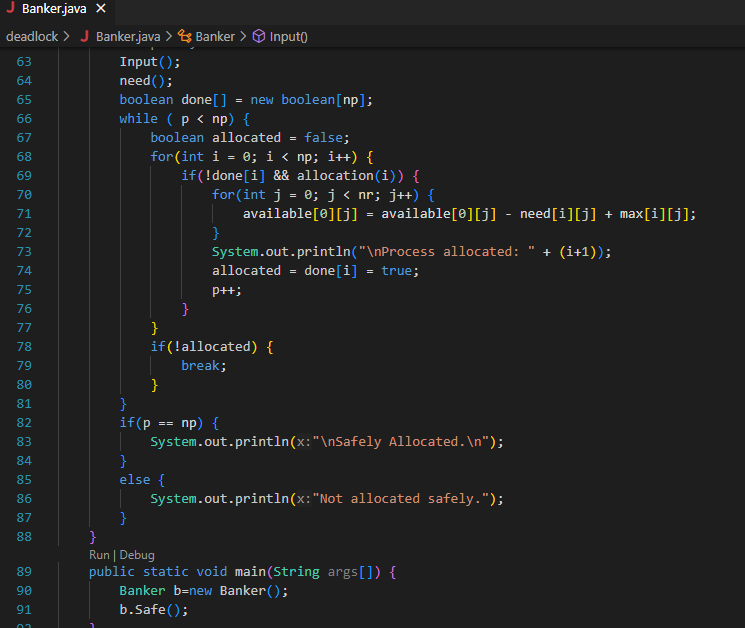 J Banker.java ×
deadlock > J Banker.java > Banker > Input()
63 Input();
64 need();
65 boolean done[] = new boolean[np];
66 while ( p < np) {
67 boolean allocated = false;
68 for(int i = 0; i < np; i++) {
69 if(!done[i] && allocation(i)) {
70 for(int j = 0; j < nr; j++) {
71 available[0][j] = available[0][j] - need[i][j] + max[i][j];
72 }
73 System.out.println("\nProcess allocated: " + (i+1));
74 allocated = done[i] = true;
75 p++;
76 }
77 }
78 if(!allocated) {
79 break;
80 }
81 }
82 if(p == np) {
83 System.out.println(x:"\nSafely Allocated.\n");
84 }
85 else {
86 System.out.println(x:"Not allocated safely.");
87 }
88 }
Run | Debug
89 public static void main(String args[]) {
90 Banker b=new Banker();
91 b.Safe();
92 }